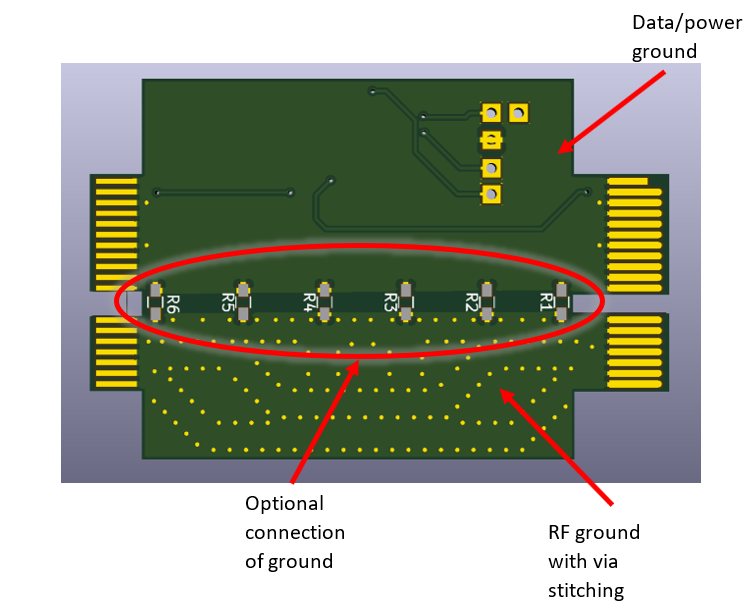 Data/power
ground
R6 R5 R4 R3 R2 R1
Optional
connection
of ground
RF ground
with via
stitching